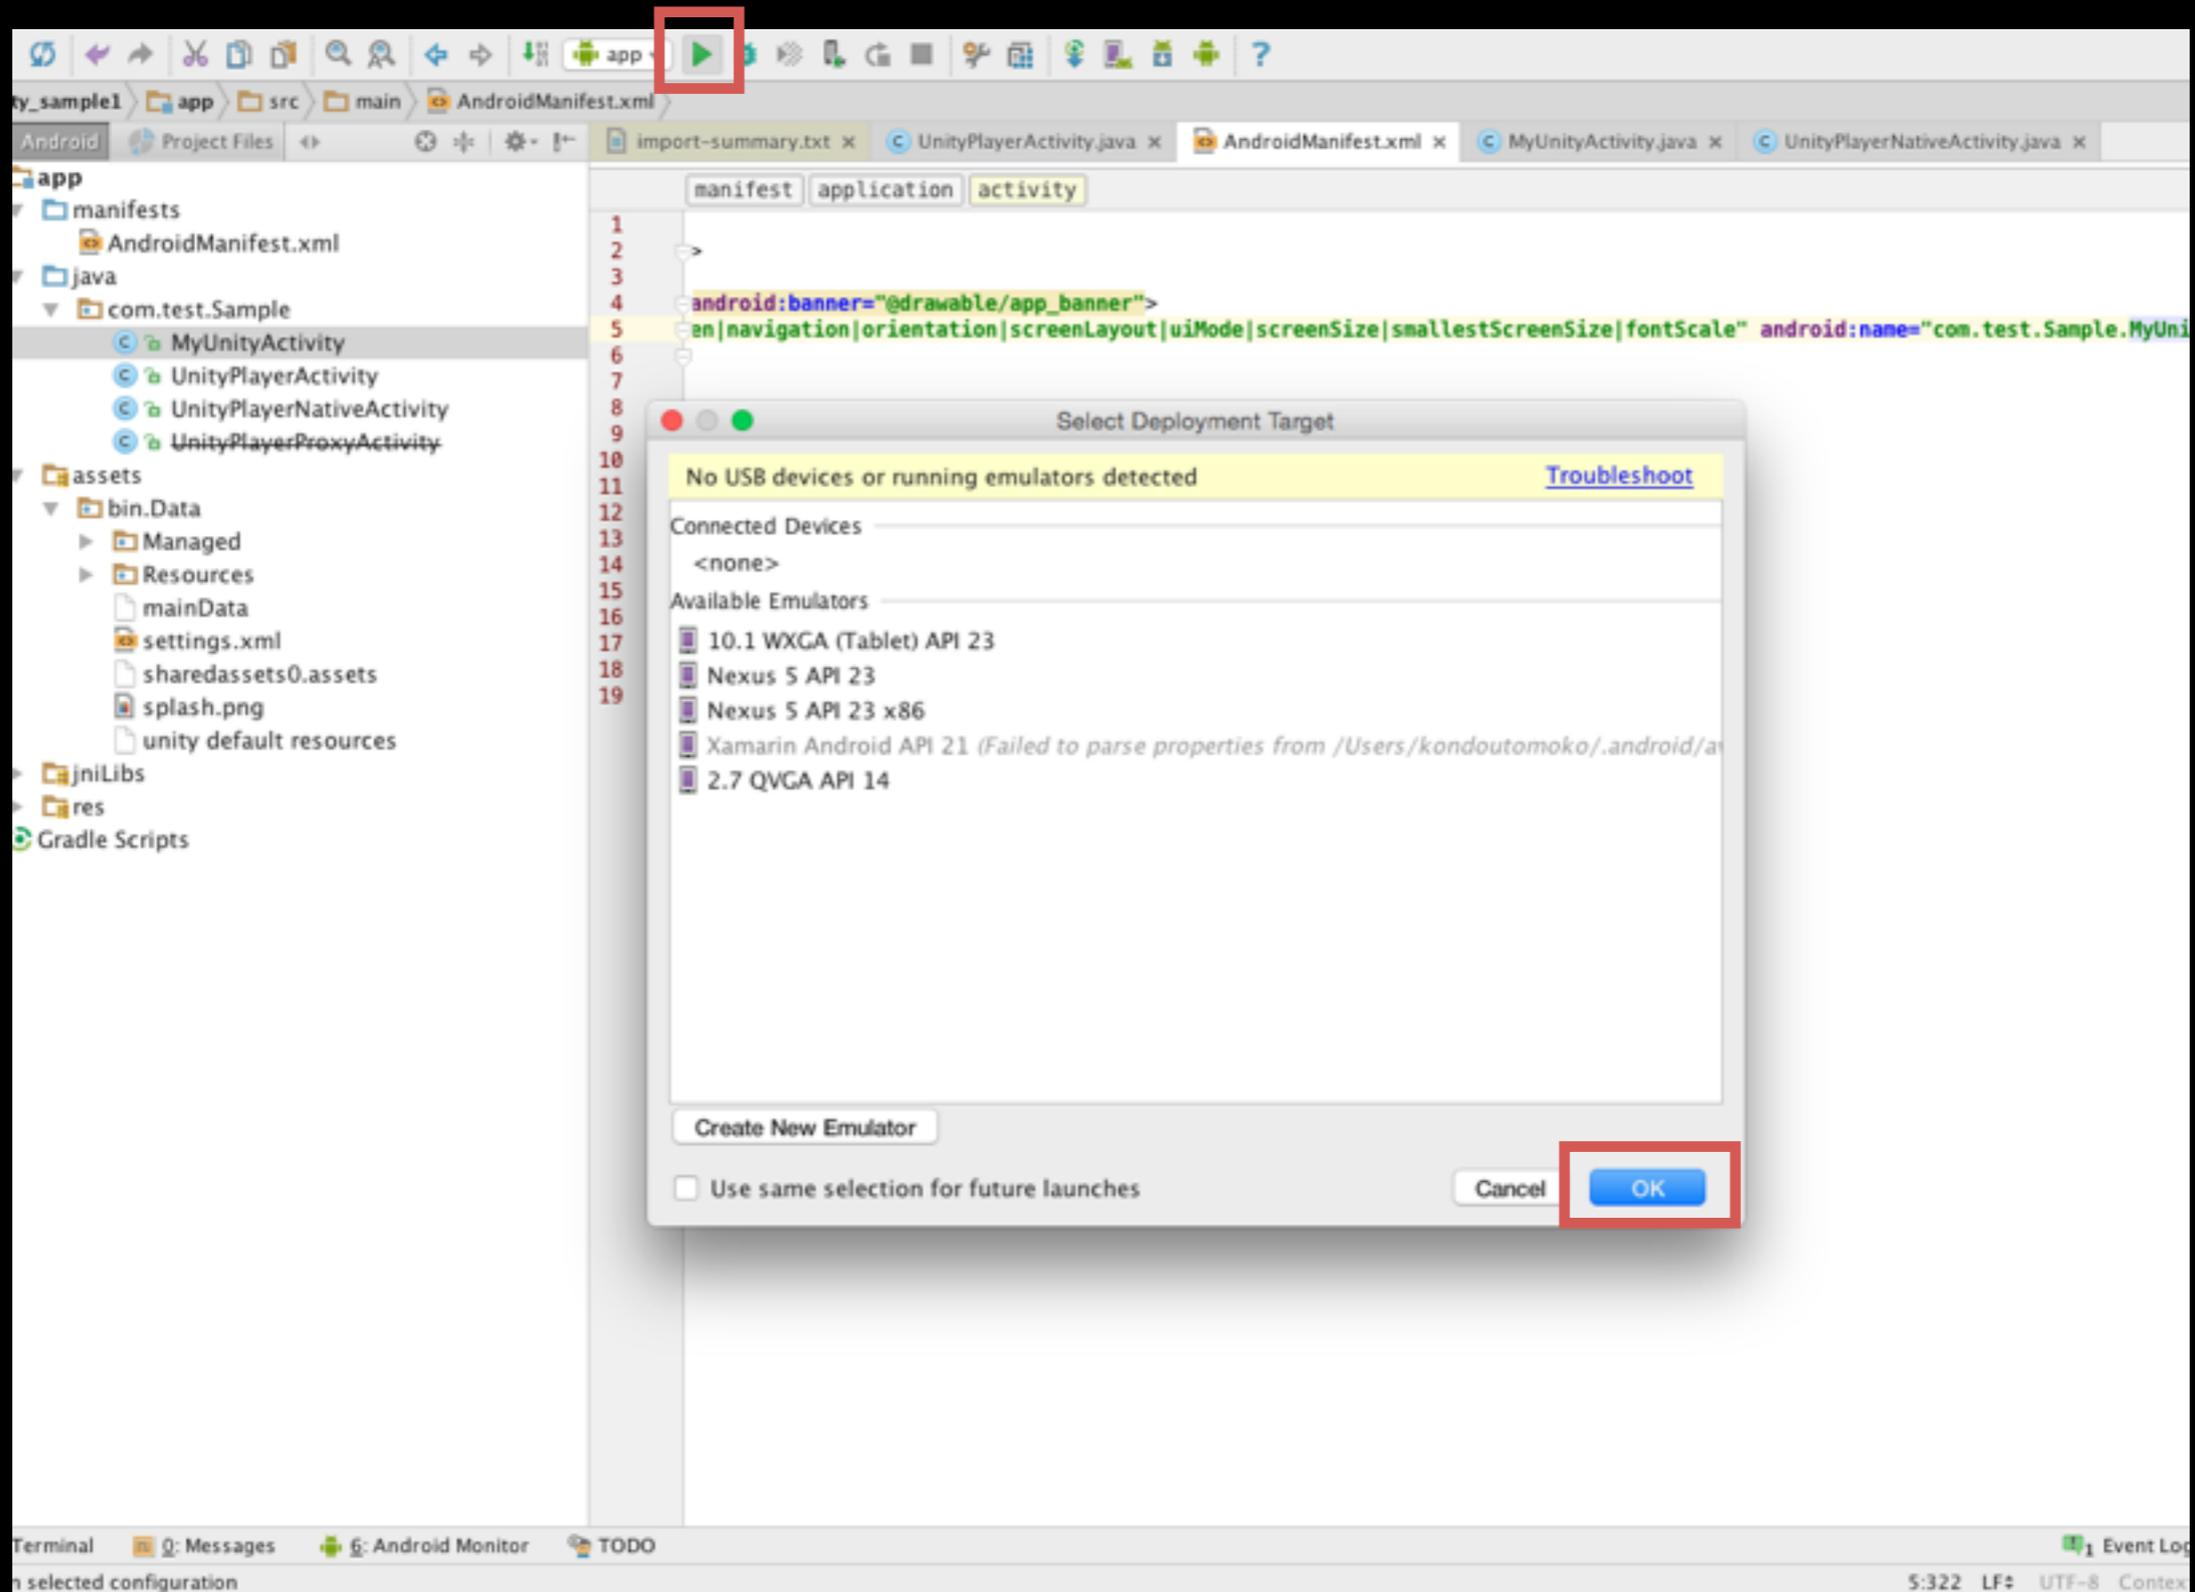 app
ty_sample1 app src main AndroidManifest.xml
Android Project Files
import-summary.txt UnityPlayerActivity.java AndroidManifest.xml MyUnityActivity.java UnityPlayerNativeActivity.java
app
manifests
AndroidManifest.xml
java
com.test.Sample
MyUnityActivity
UnityPlayerActivity
UnityPlayerNativeActivity
UnityPlayerProxyActivity
assets
bin.Data
Managed
Resources
mainData
settings.xml
sharedassets0.assets
splash.png
unity default resources
jniLibs
res
Gradle Scripts
manifest application activity
1
2 >
3
4 android:banner="@drawable/app_banner">
5 en|navigation|orientation|screenLayout|uiMode|screenSize|smallestScreenSize|fontScale" android:name="com.test.Sample.MyUni
6
7
8
9
10
11
12
13
14
15
16
17
18
19
Select Deployment Target
No USB devices or running emulators detected Troubleshoot
Connected Devices
<none>
Available Emulators
10.1 WXGA (Tablet) API 23
Nexus 5 API 23
Nexus 5 API 23 x86
Xamarin Android API 21 (Failed to parse properties from /Users/kondoutomoko/.android/av
2.7 QVGA API 14
Create New Emulator
Use same selection for future launches
Cancel OK
Terminal 0: Messages 6: Android Monitor TODO 1 Event Log
n selected configuration 5:322 LF UTF-8 Contex